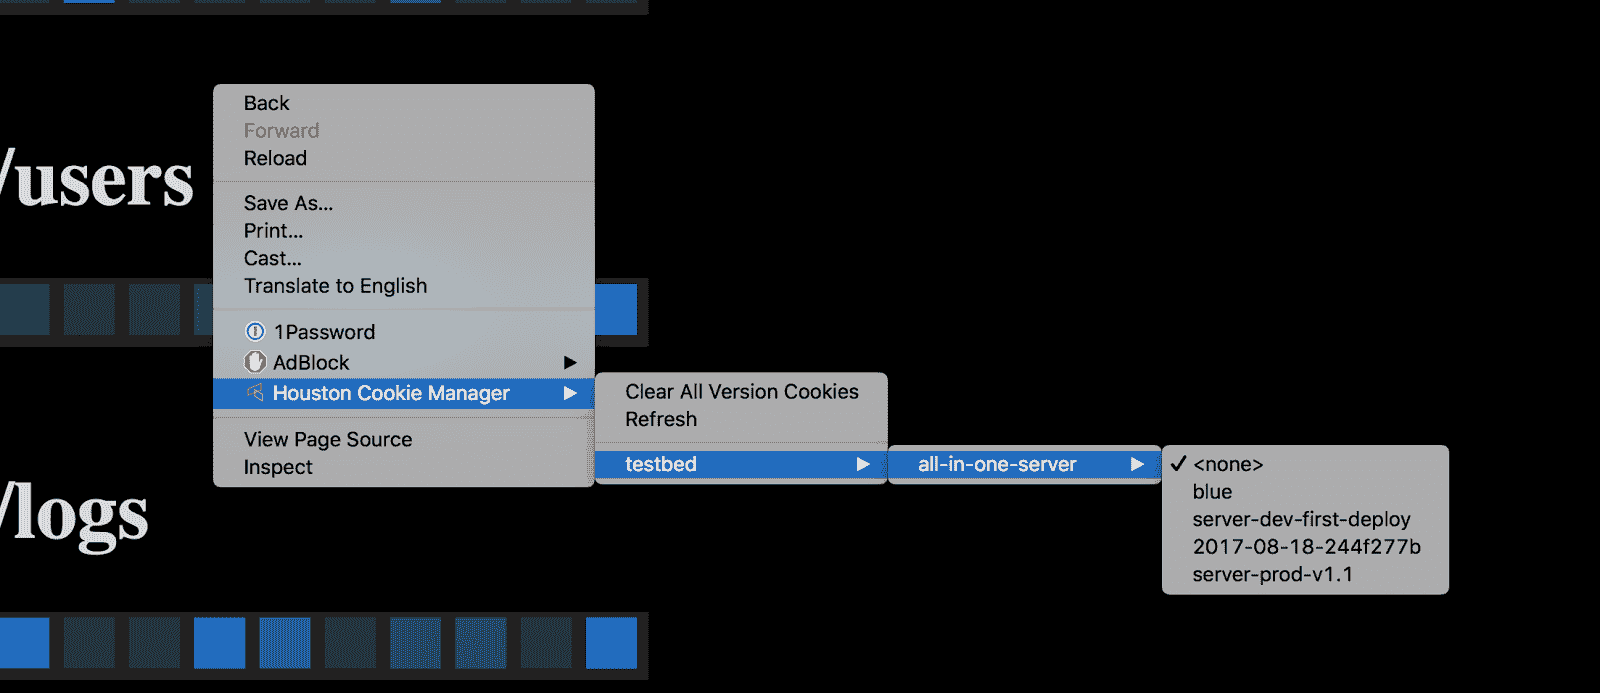 /users
/logs
Back
Forward
Reload
Save As...
Print...
Cast...
Translate to English
1Password
AdBlock
Houston Cookie Manager
View Page Source
Inspect
Clear All Version Cookies
Refresh
testbed
all-in-one-server
<none>
blue
server-dev-first-deploy
2017-08-18-244f277b
server-prod-v1.1